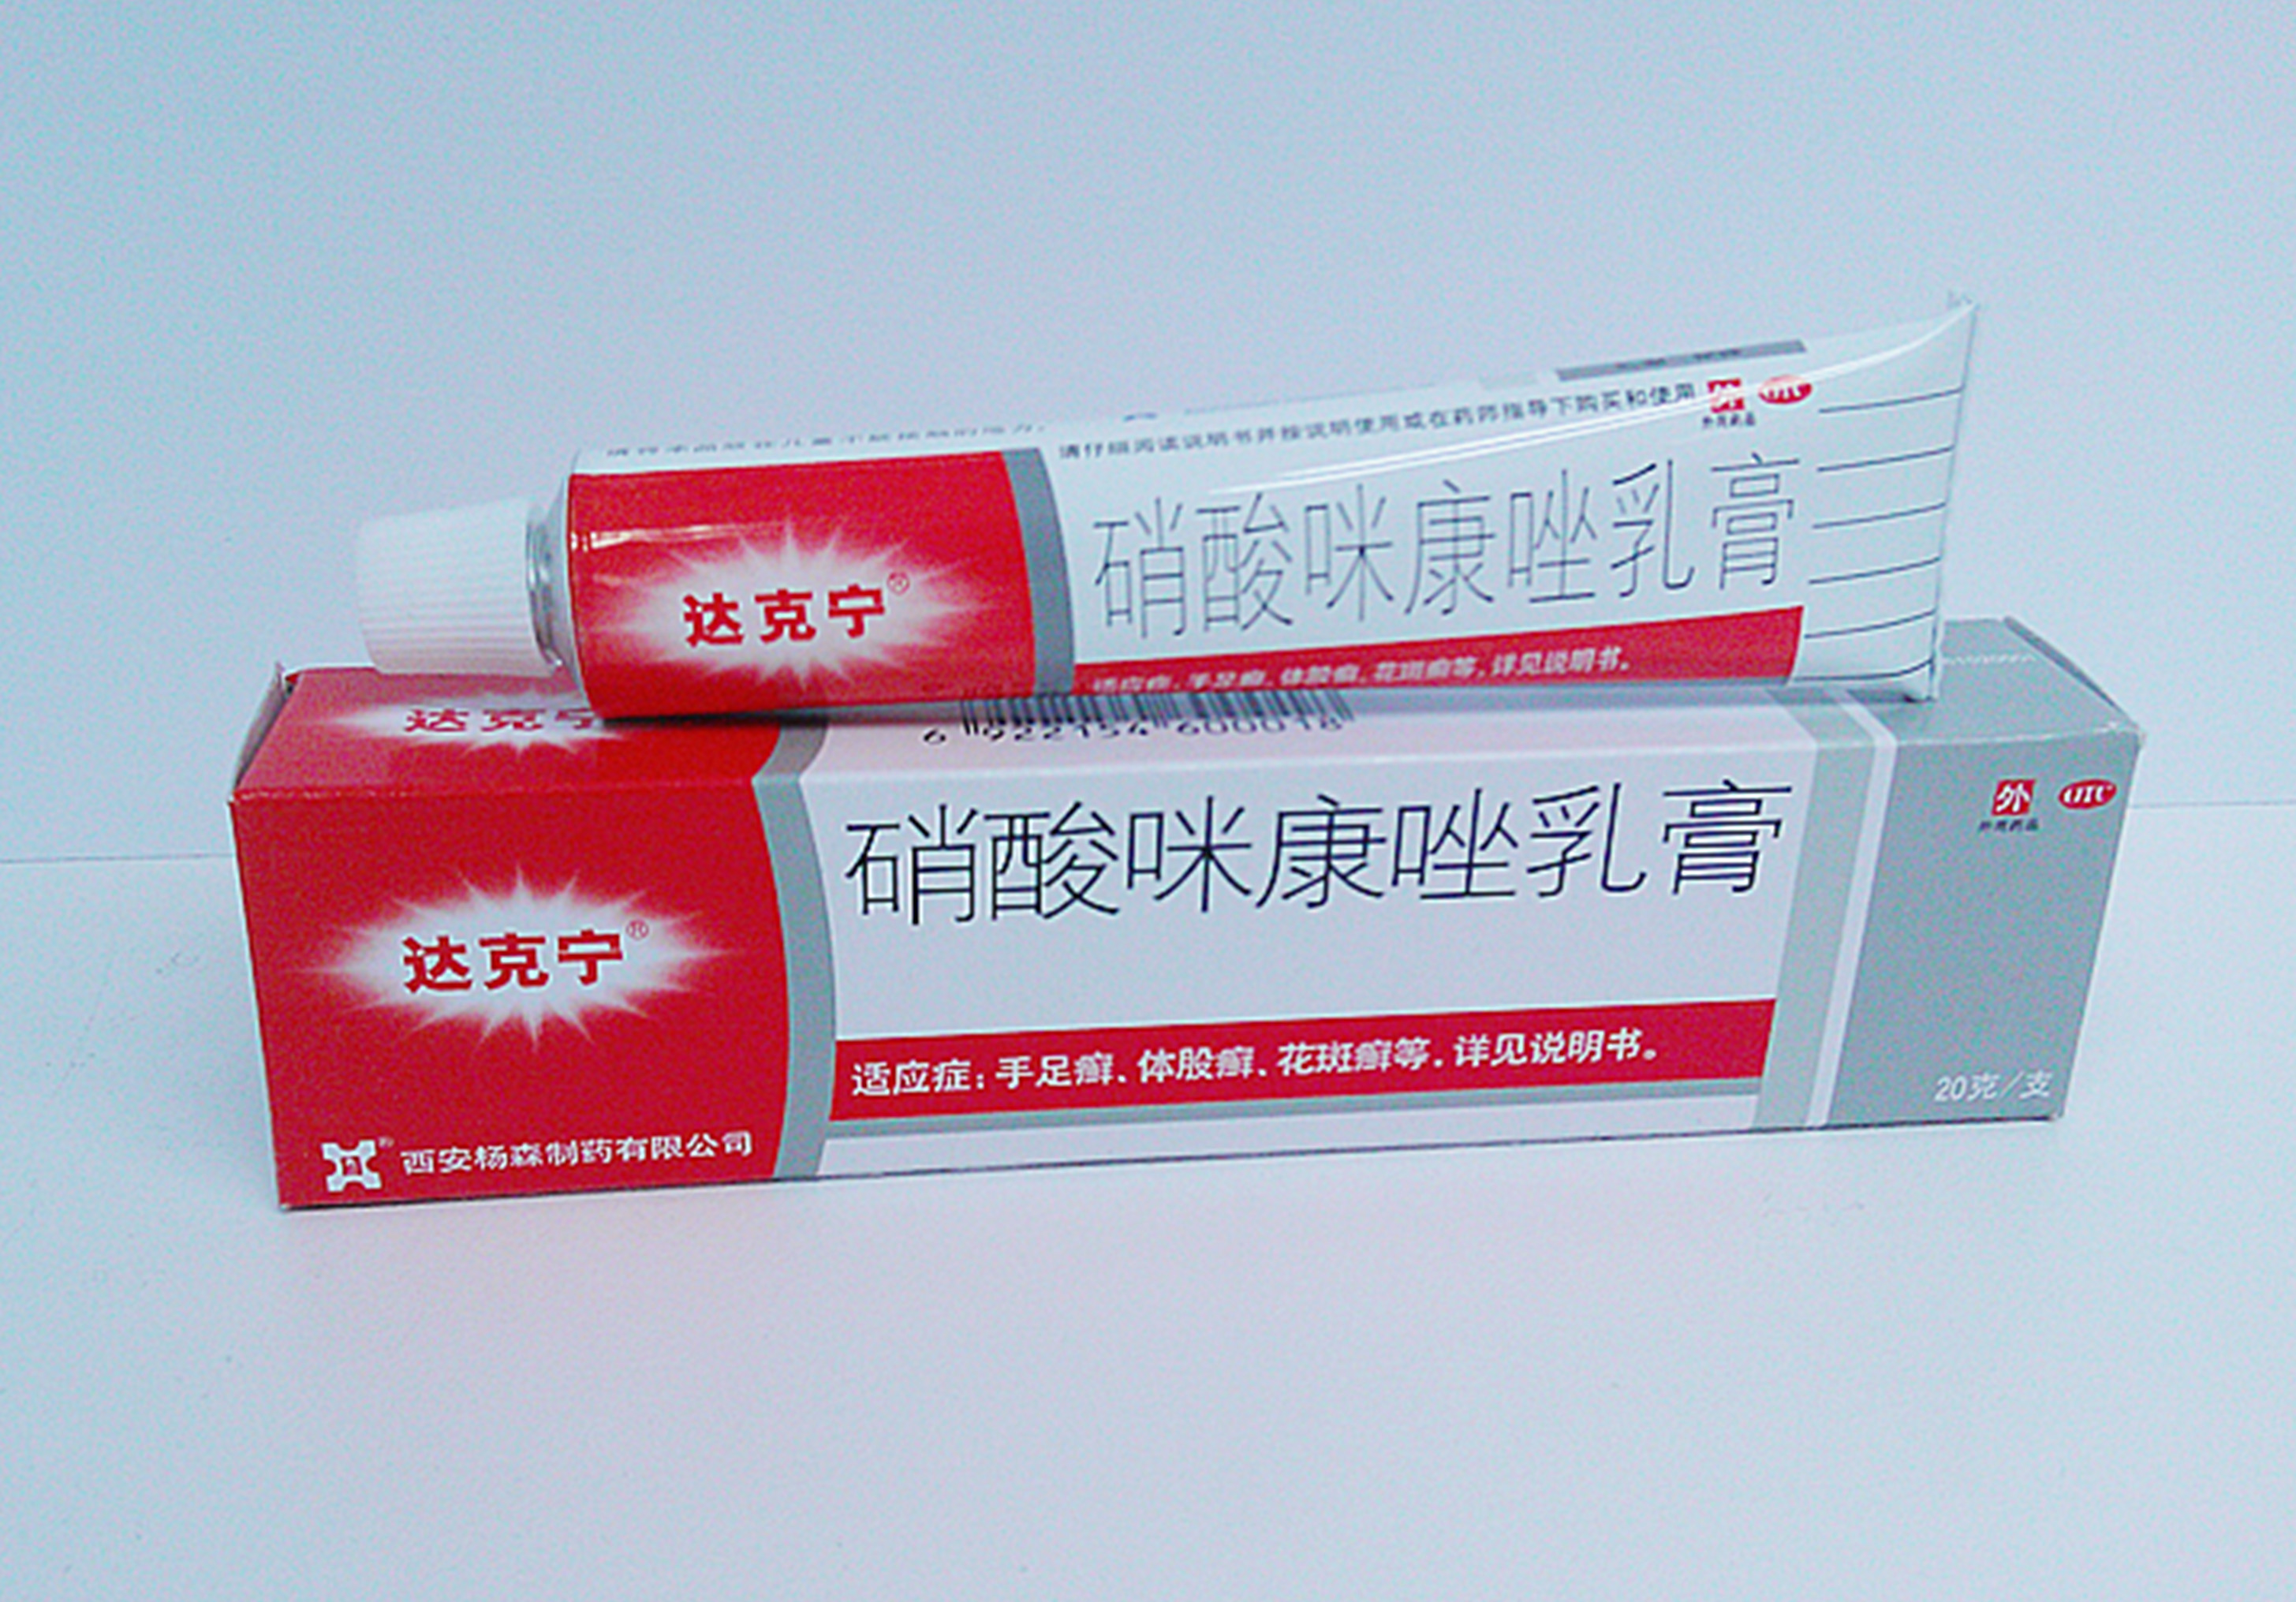 请仔细阅读说明书并按说明使用或在药师指导下购买和使用
外 OTC
外用药品
达克宁®
硝酸咪康唑乳膏
适应症:手足癣、体股癣、花斑癣等,详见说明书。
达克宁
6 922154 600018
硝酸咪康唑乳膏
外 OTC
外用药品
达克宁®
适应症:手足癣、体股癣、花斑癣等,详见说明书。
20克/支
西安杨森制药有限公司